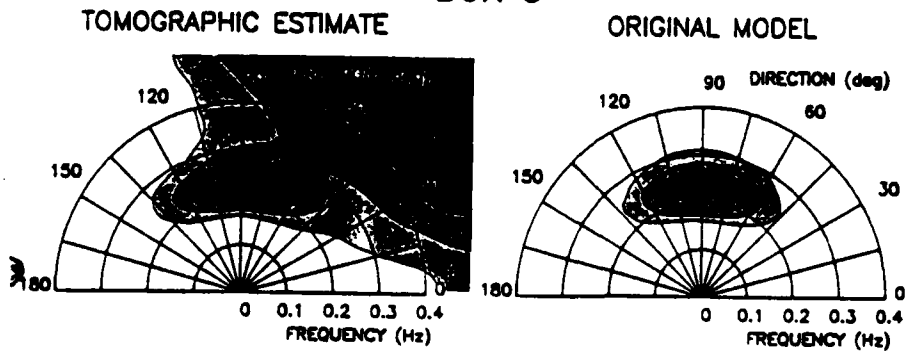 TOMOGRAPHIC ESTIMATE
ORIGINAL MODEL
120
150
180
0
0 0.1 0.2 0.3 0.4
FREQUENCY (Hz)
90 DIRECTION (deg)
120
60
150
30
180
0
0 0.1 0.2 0.3 0.4
FREQUENCY (Hz)